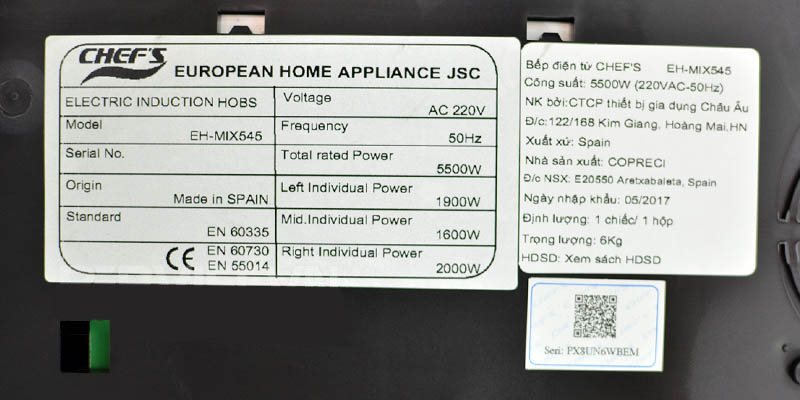 CHEF'S
EUROPEAN HOME APPLIANCE JSC
ELECTRIC INDUCTION HOBS
Model
EH-MIX545
Serial No.
Origin
Made in SPAIN
Standard
EN 60335
CE EN 60730
EN 55014
Voltage
AC 220V
Frequency
50Hz
Total rated Power
5500W
Left Individual Power
1900W
Mid.Individual Power
1600W
Right Individual Power
2000W
Bếp điện từ CHEF'S EH-MIX545
Công suất: 5500W (220VAC-50Hz)
NK bởi:CTCP thiết bị gia dụng Châu Âu
Đ/c:122/168 Kim Giang, Hoàng Mai,HN
Xuất xứ: Spain
Nhà sản xuất: COPRECI
Đ/c NSX: E20550 Aretxabaleta, Spain
Ngày nhập khẩu: 05/2017
Định lượng: 1 chiếc/ 1 hộp
Trọng lượng: 6Kg
HDSD: Xem sách HDSD
Seri: PX8UN6WBEM